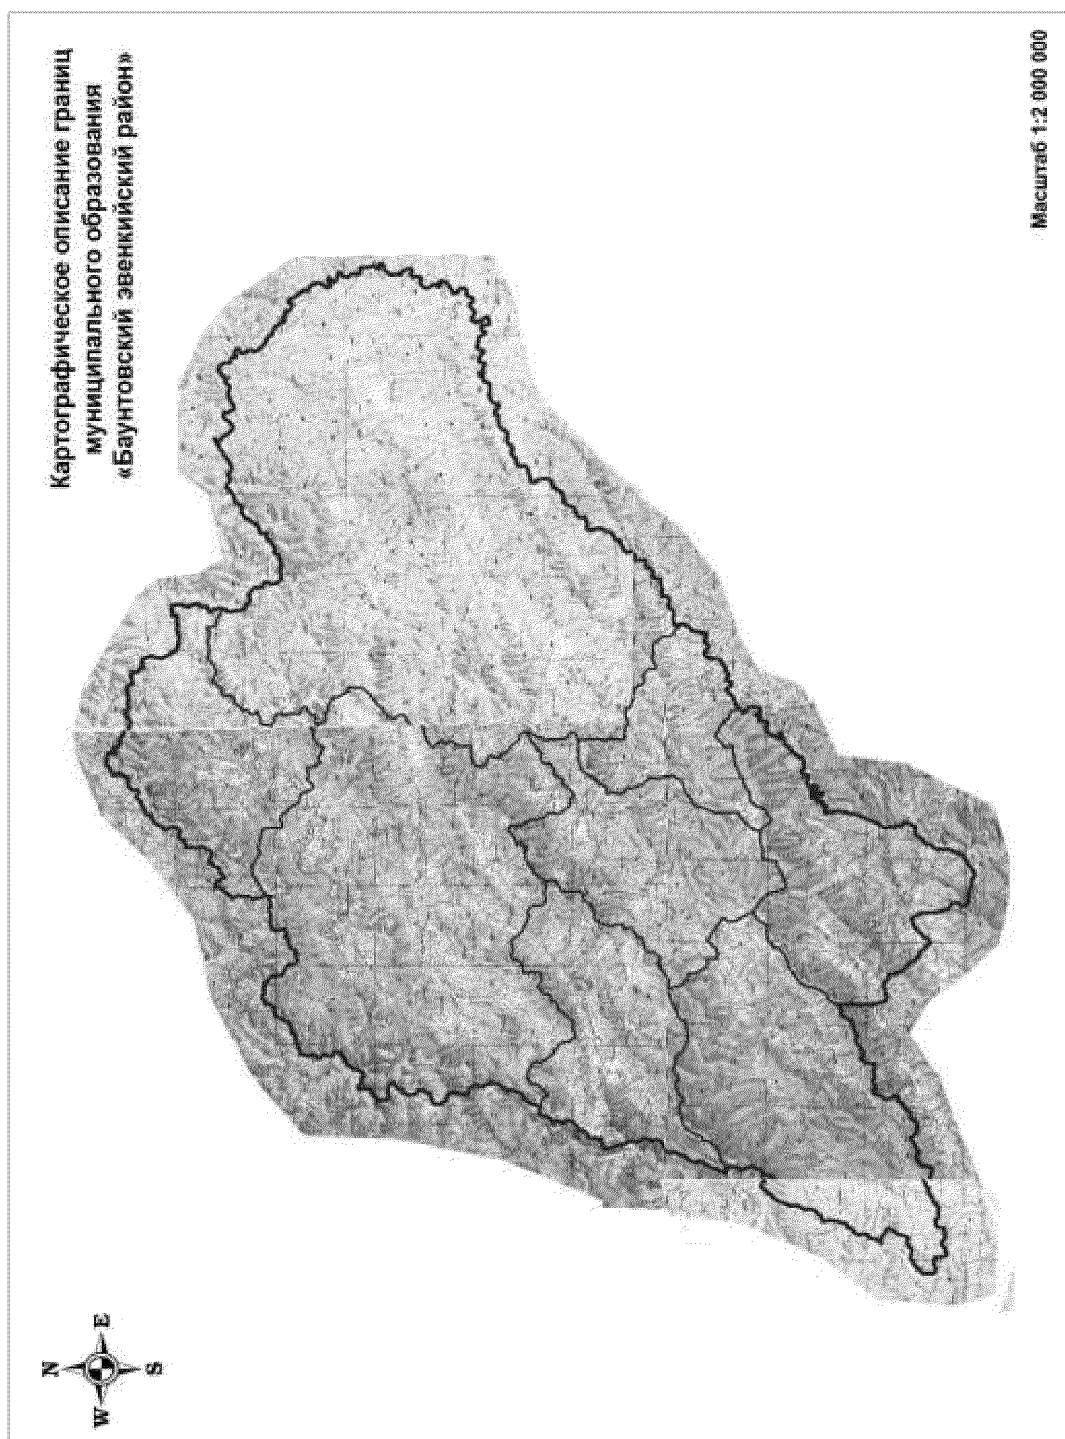 Картографическое описание границ
муниципального образования
«Баунтовский эвенкийский район»
N
W E
S
Масштаб 1:2 000 000